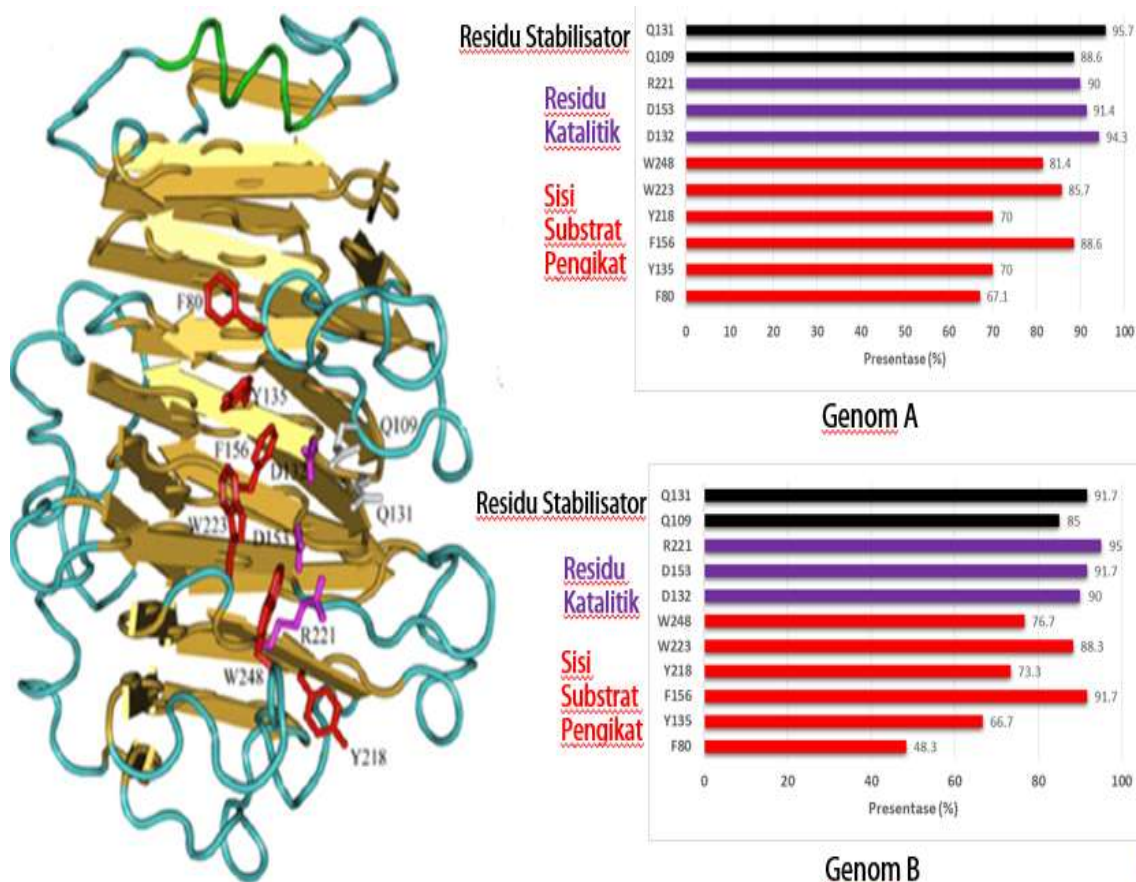 F80
Y135
Q109
F156
D132
Q131
W223
D153
R221
W248
Y218
Residu Stabilisator
Residu
Katalitik
Sisi
Substrat
Pengikat
Q131 95.7
Q109 88.6
R221 90
D153 91.4
D132 94.3
W248 81.4
W223 85.7
Y218 70
F156 88.6
Y135 70
F80 67.1
0 10 20 30 40 50 60 70 80 90 100
Presentase (%)
Genom A
Residu Stabilisator
Residu
Katalitik
Sisi
Substrat
Pengikat
Q131 91.7
Q109 85
R221 95
D153 91.7
D132 90
W248 76.7
W223 88.3
Y218 73.3
F156 91.7
Y135 66.7
F80 48.3
0 20 40 60 80 100
Presentase (%)
Genom B